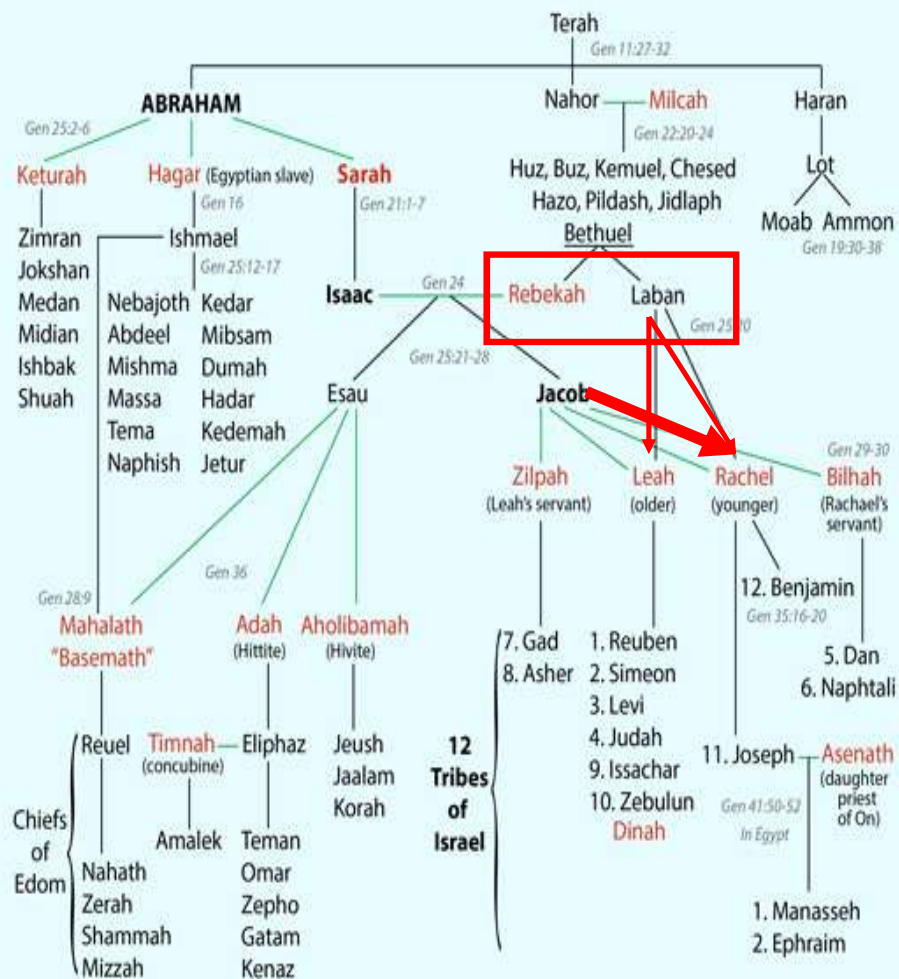 Terah
Gen 11:27-32
ABRAHAM
Nahor
Milcah
Haran
Gen 25:2-6
Gen 22:20-24
Keturah
Hagar (Egyptian slave)
Sarah
Gen 16
Gen 21:1-7
Huz, Buz, Kemuel, Chesed
Hazo, Pildash, Jidlaph
Bethuel
Lot
Moab Ammon
Gen 19:30-38
Zimran
Jokshan
Medan
Midian
Ishbak
Shuah
Ishmael
Gen 25:12-17
Nebajoth
Abdeel
Mishma
Massa
Tema
Naphish
Kedar
Mibsam
Dumah
Hadar
Kedemah
Jetur
Isaac
Gen 24
Rebekah
Laban
Gen 25:20
Gen 25:21-28
Esau
Jacob
Gen 29-30
Zilpah
(Leah's servant)
Leah
(older)
Rachel
(younger)
Bilhah
(Rachael's
servant)
Gen 28:9
Gen 36
Mahalath
"Basemath"
Adah
(Hittite)
Aholibamah
(Hivite)
12. Benjamin
Gen 35:16-20
7. Gad
8. Asher
1. Reuben
2. Simeon
3. Levi
4. Judah
9. Issachar
10. Zebulun
Dinah
5. Dan
6. Naphtali
Chiefs
of
Edom
Reuel
Timnah
(concubine)
Eliphaz
Jeush
Jaalam
Korah
12
Tribes
of
Israel
11. Joseph
Asenath
(daughter
priest
of On)
Gen 41:50-52
In Egypt
Nahath
Zerah
Shammah
Mizzah
Amalek
Teman
Omar
Zepho
Gatam
Kenaz
1. Manasseh
2. Ephraim